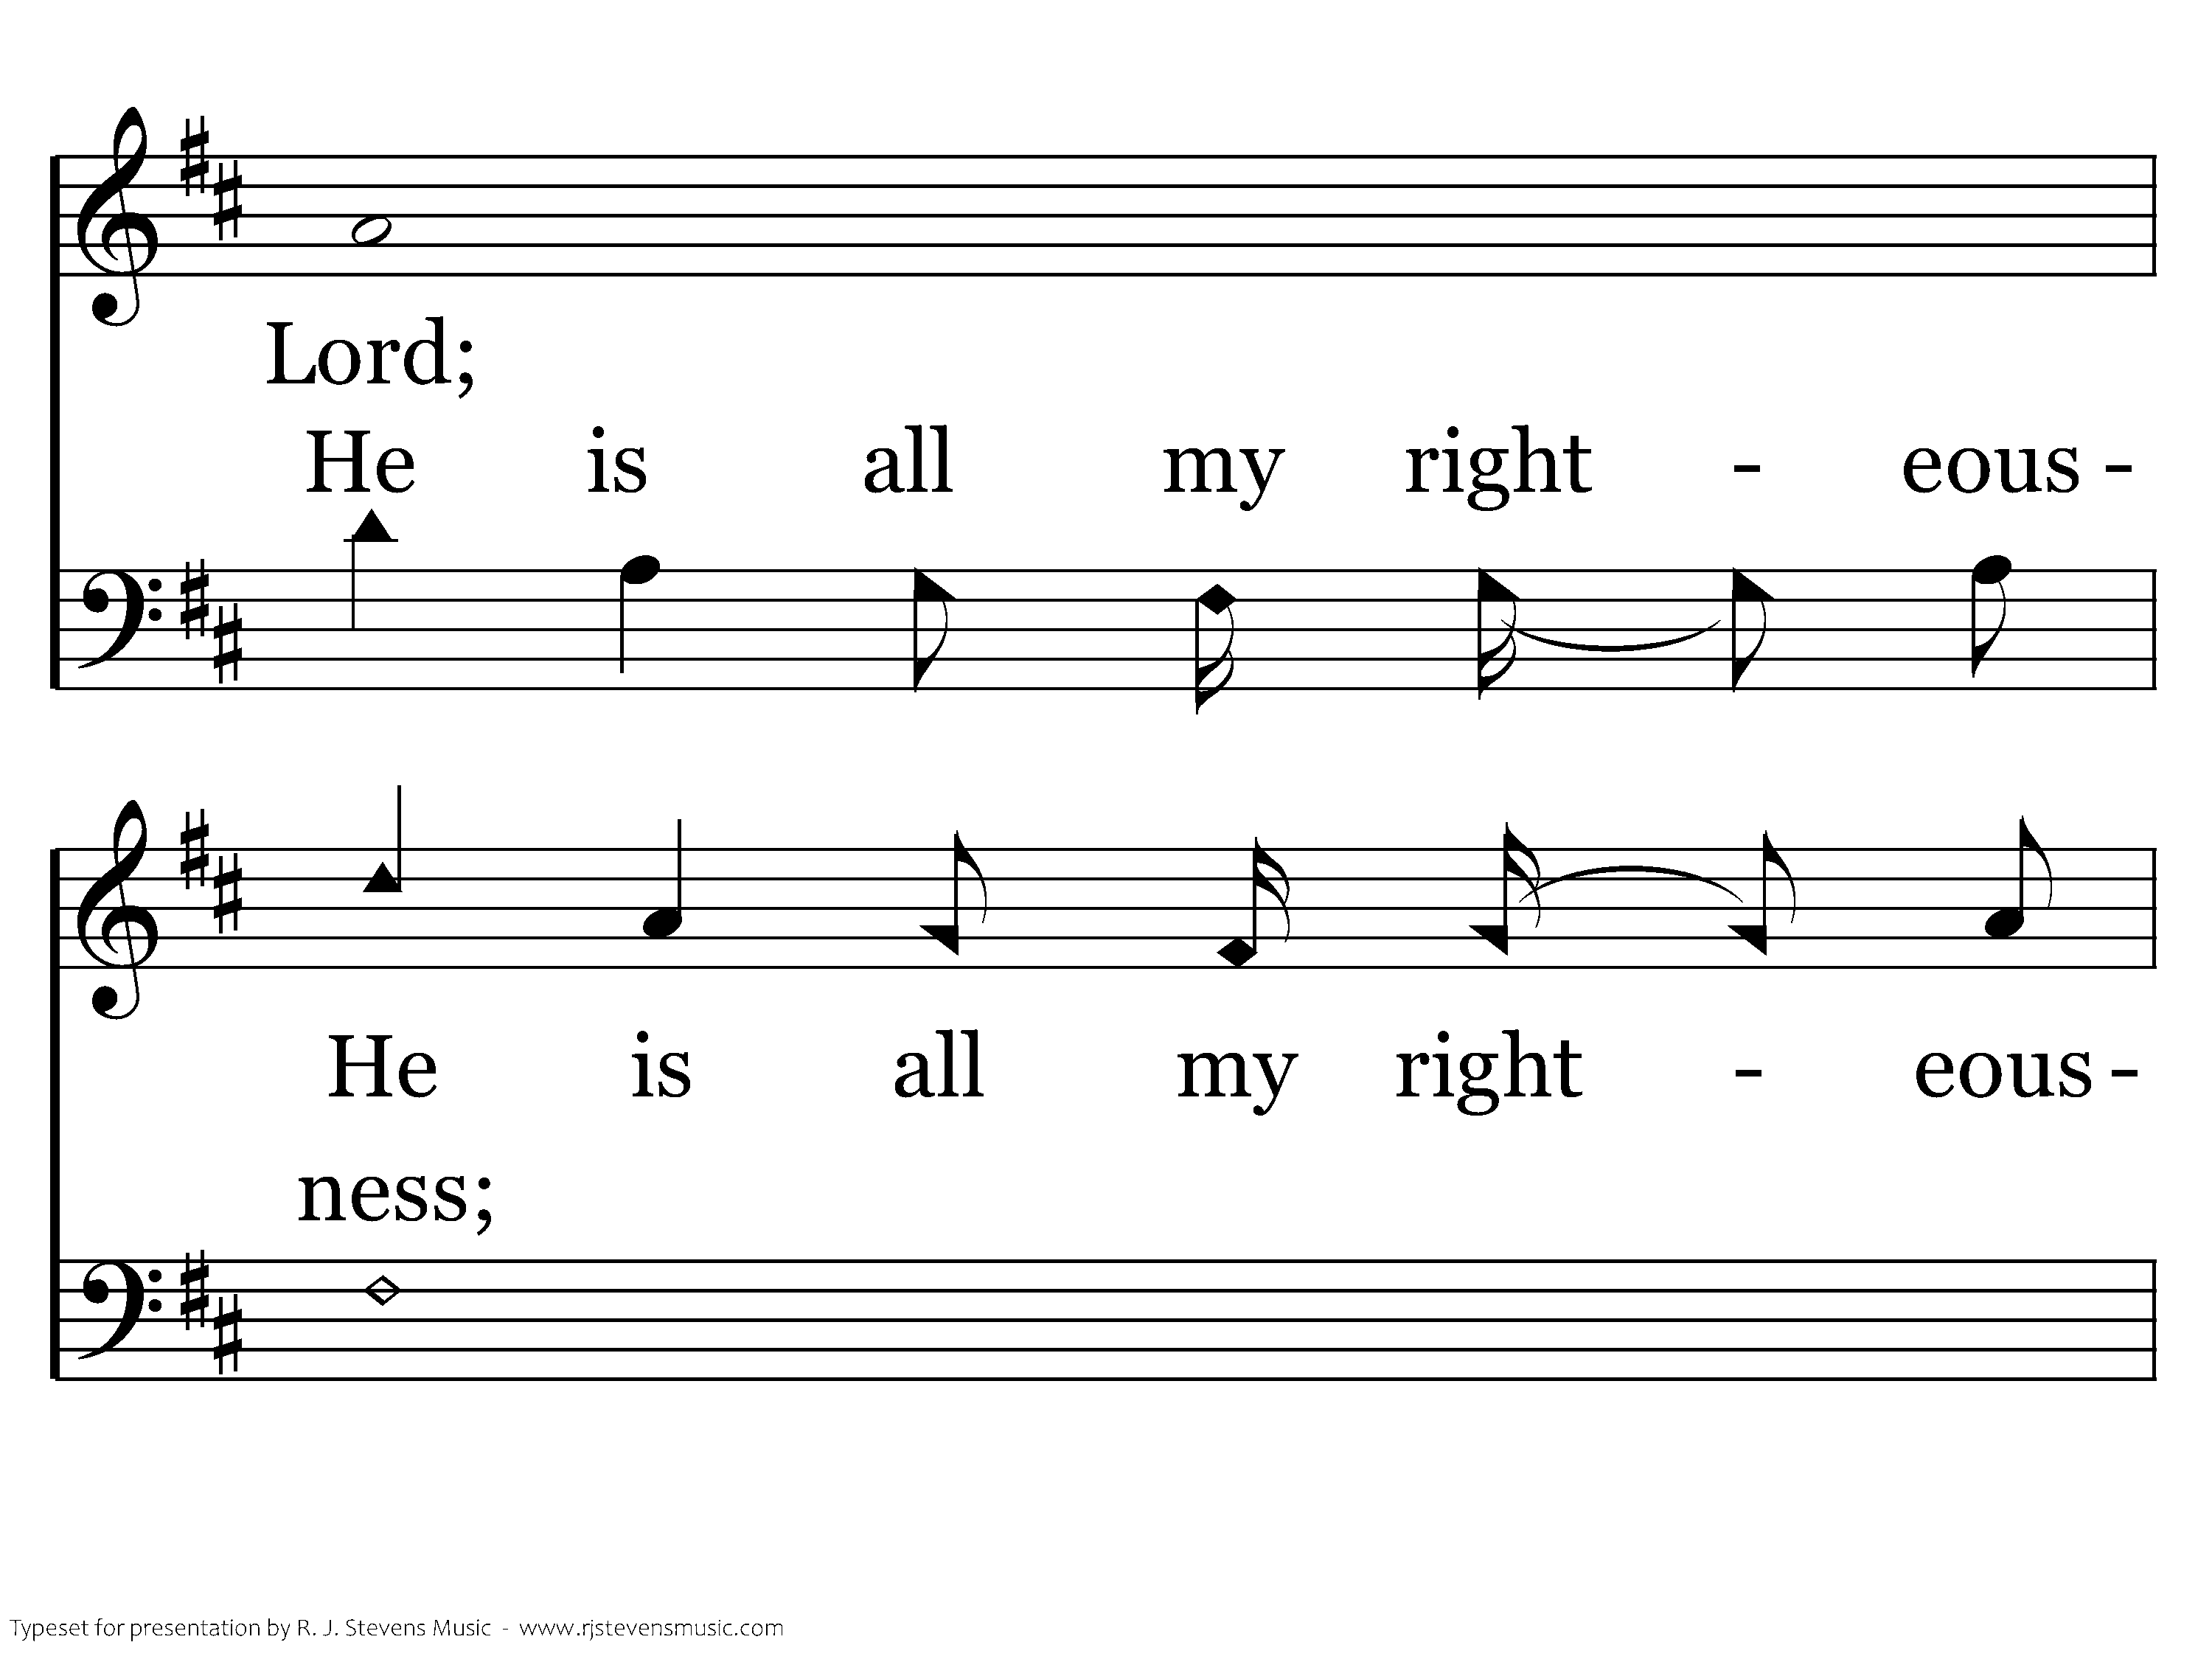 Lord;
He is all my right - eous -
He is all my right - eous -
ness;
Typeset for presentation by R. J. Stevens Music - www.rjstevensmusic.com